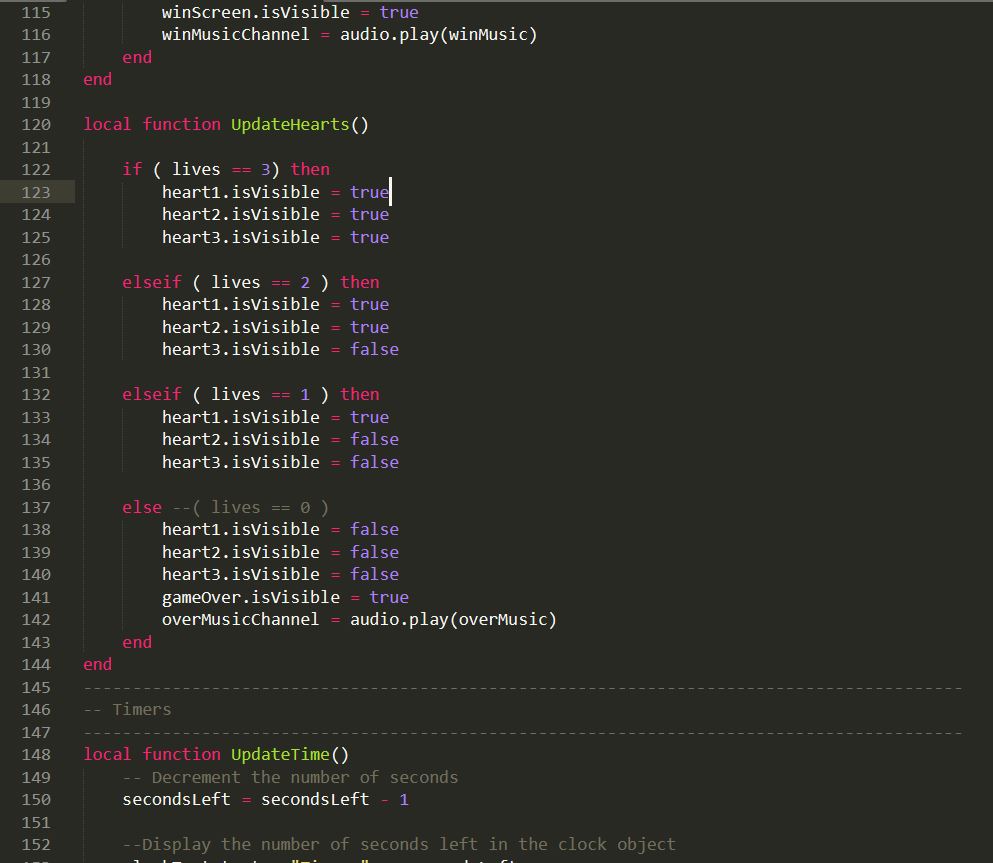 115 winScreen.isVisible = true
116 winMusicChannel = audio.play(winMusic)
117 end
118 end
119
120 local function UpdateHearts()
121
122 if ( lives == 3) then
123 heart1.isVisible = true
124 heart2.isVisible = true
125 heart3.isVisible = true
126
127 elseif ( lives == 2 ) then
128 heart1.isVisible = true
129 heart2.isVisible = true
130 heart3.isVisible = false
131
132 elseif ( lives == 1 ) then
133 heart1.isVisible = true
134 heart2.isVisible = false
135 heart3.isVisible = false
136
137 else --( lives == 0 )
138 heart1.isVisible = false
139 heart2.isVisible = false
140 heart3.isVisible = false
141 gameOver.isVisible = true
142 overMusicChannel = audio.play(overMusic)
143 end
144 end
145 -----------------------------------------------------------------------------------------
146 -- Timers
147 -----------------------------------------------------------------------------------------
148 local function UpdateTime()
149 -- Decrement the number of seconds
150 secondsLeft = secondsLeft - 1
151
152 --Display the number of seconds left in the clock object